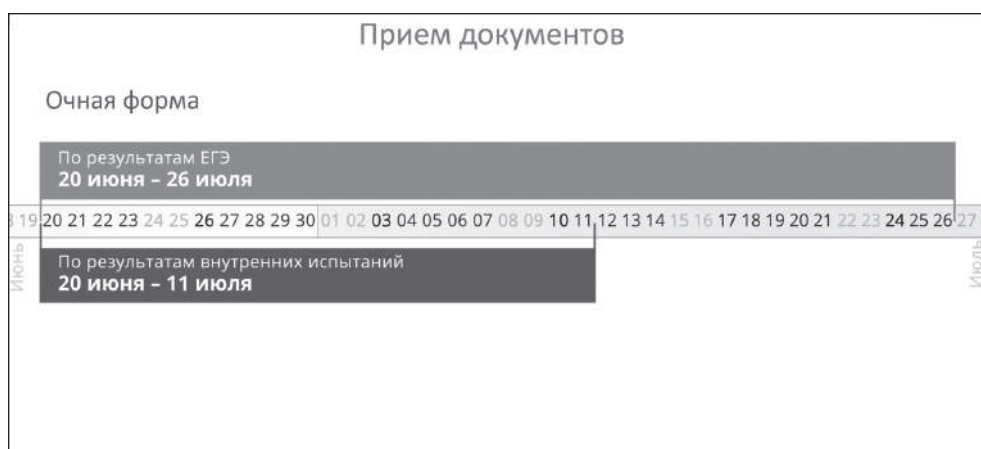 Прием документов
Очная форма
По результатам ЕГЭ
20 июня – 26 июля
19 20 21 22 23 24 25 26 27 28 29 30 01 02 03 04 05 06 07 08 09 10 11 12 13 14 15 16 17 18 19 20 21 22 23 24 25 26 27
Июнь
Июль
По результатам внутренних испытаний
20 июня – 11 июля